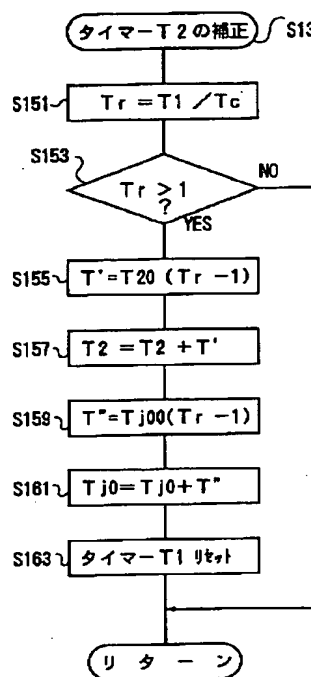 タイマーT2の補正
S13
S151
Tr=T1/Tc
S153
Tr>1
?
NO
YES
S155
T'=T20(Tr-1)
S157
T2=T2+T'
S159
T"=Tj00(Tr-1)
S161
Tj0=Tj0+T"
S163
タイマーT1 リセット
リターン